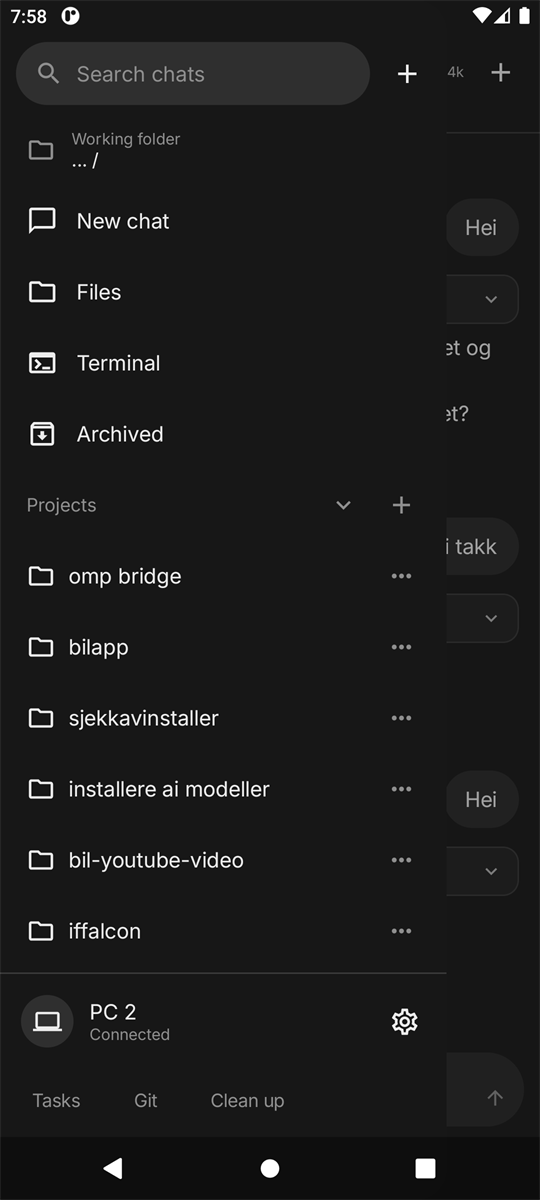 7:58
Search chats
4k
Working folder
... /
New chat
Hei
Files
et og
Terminal
et?
Archived
Projects
i takk
omp bridge
bilapp
sjekkavinstaller
installere ai modeller
Hei
bil-youtube-video
iffalcon
PC 2
Connected
Tasks
Git
Clean up